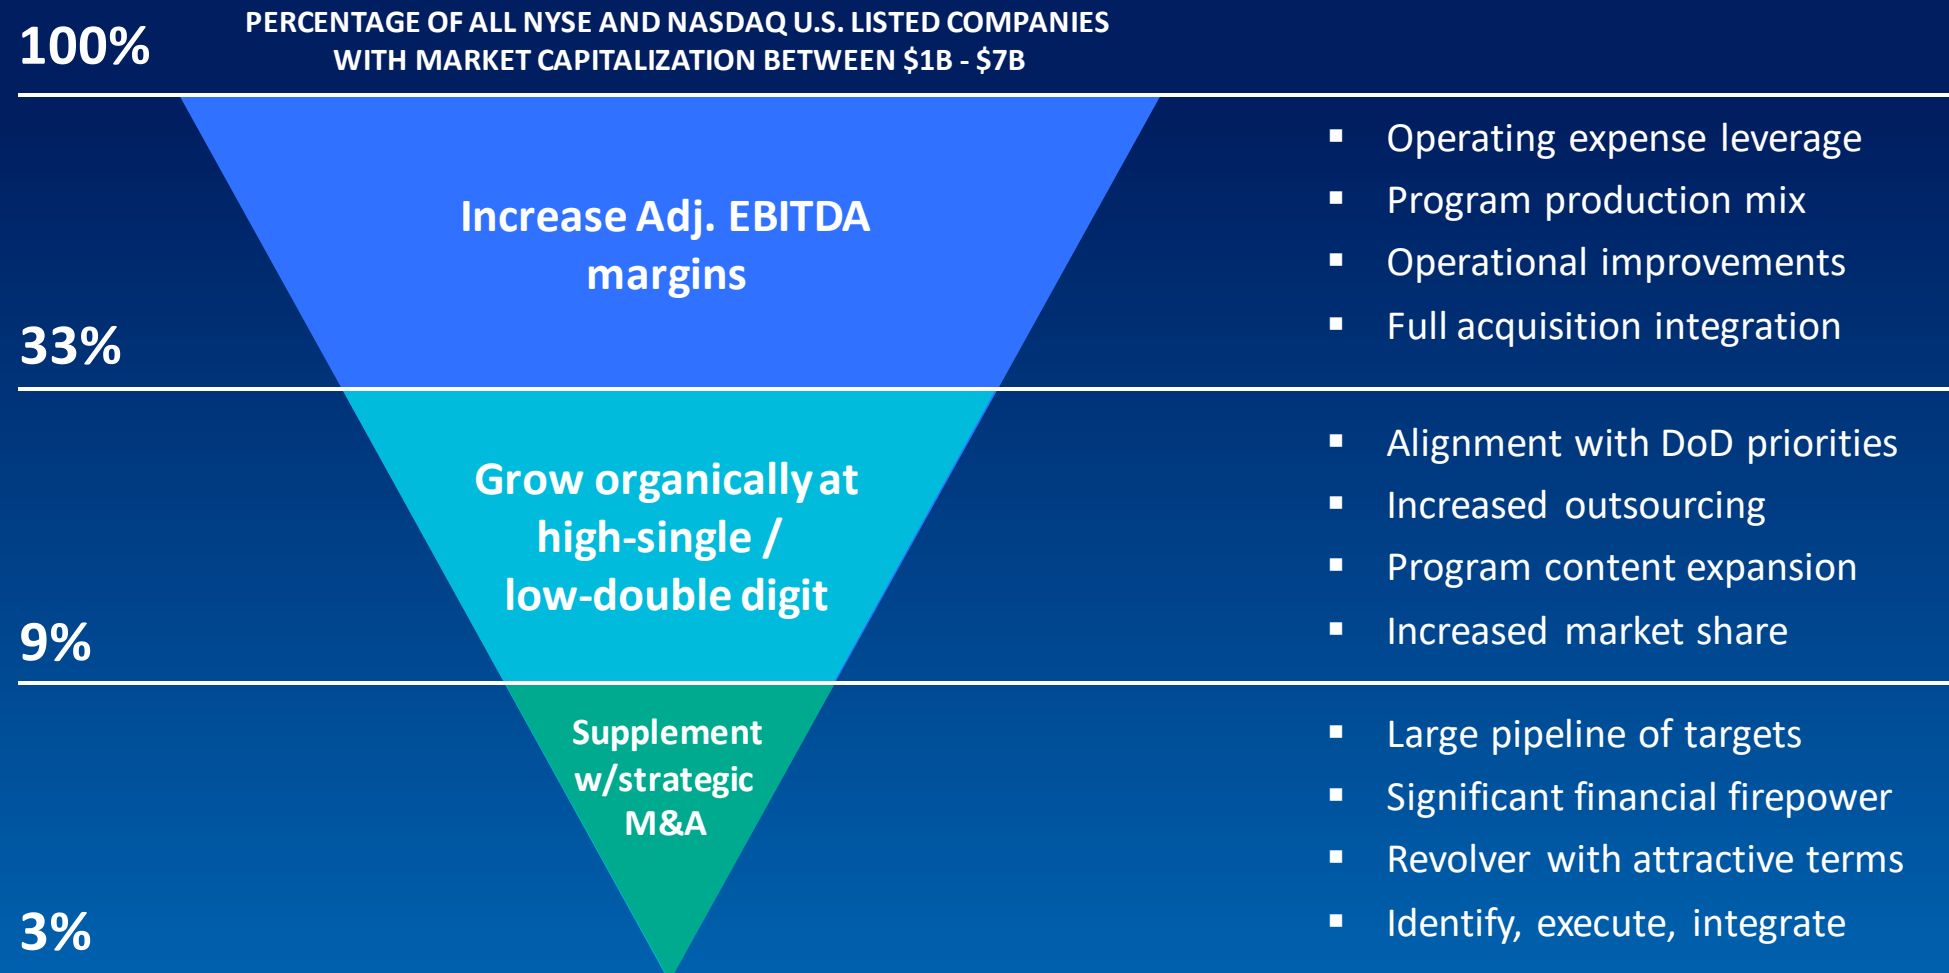 100%
PERCENTAGE OF ALL NYSE AND NASDAQ U.S. LISTED COMPANIES
WITH MARKET CAPITALIZATION BETWEEN $1B - $7B
Increase Adj. EBITDA
margins
▪ Operating expense leverage
▪ Program production mix
▪ Operational improvements
▪ Full acquisition integration
33%
Grow organically at
high-single /
low-double digit
▪ Alignment with DoD priorities
▪ Increased outsourcing
▪ Program content expansion
▪ Increased market share
9%
Supplement
w/strategic
M&A
▪ Large pipeline of targets
▪ Significant financial firepower
▪ Revolver with attractive terms
▪ Identify, execute, integrate
3%